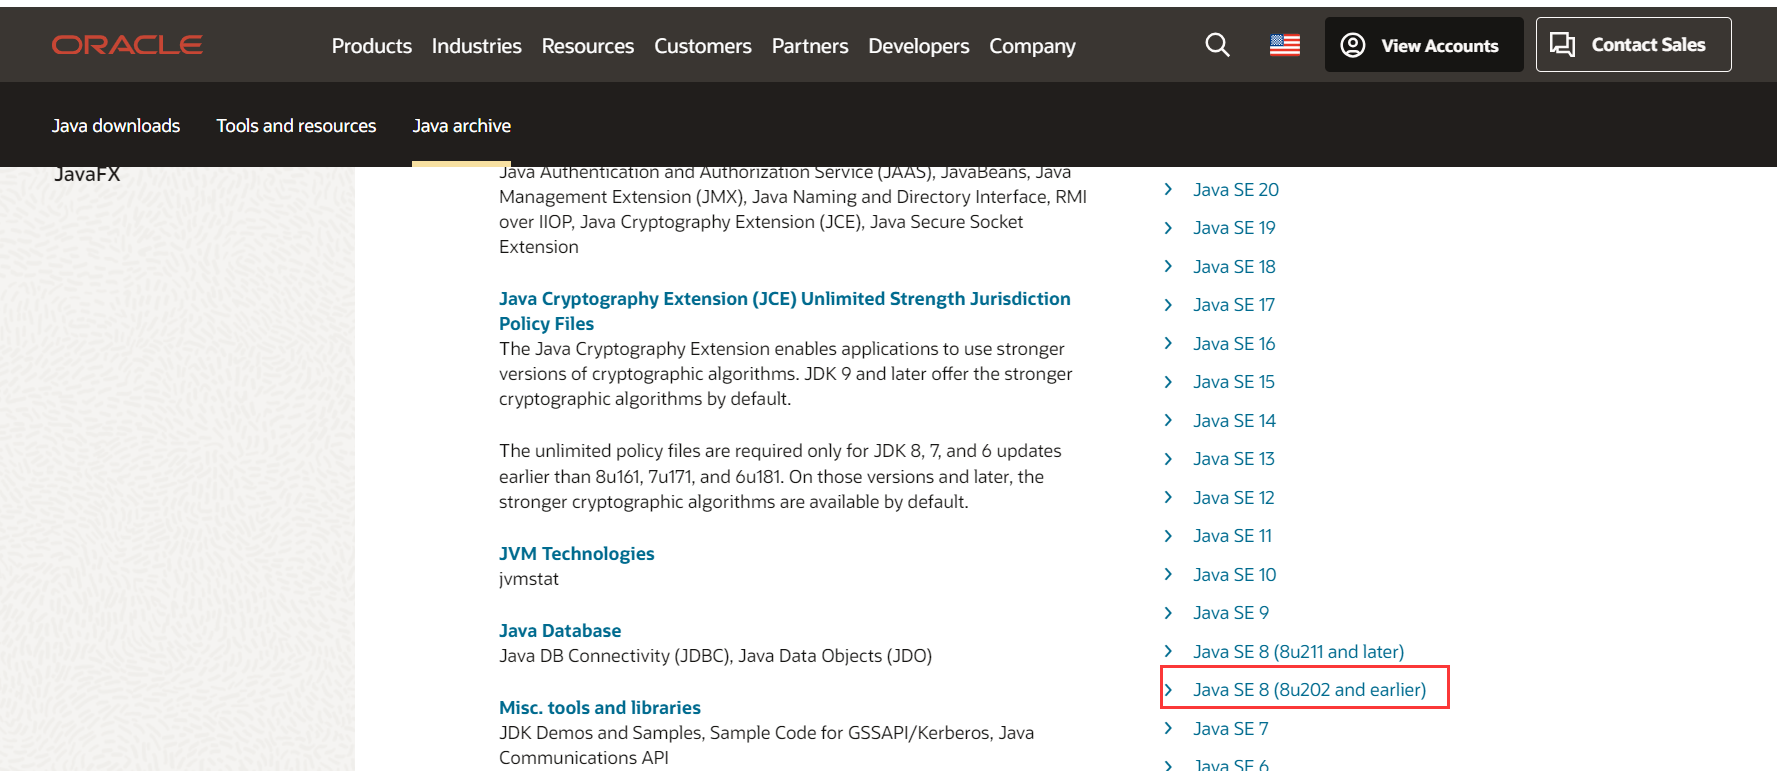 ORACLE
Products Industries Resources Customers Partners Developers Company
View Accounts
Contact Sales
Java downloads Tools and resources Java archive
JavaFX
Java Authentication and Authorization Service (JAAS), JavaBeans, Java
Management Extension (JMX), Java Naming and Directory Interface, RMI
over IIOP, Java Cryptography Extension (JCE), Java Secure Socket
Extension
Java Cryptography Extension (JCE) Unlimited Strength Jurisdiction
Policy Files
The Java Cryptography Extension enables applications to use stronger
versions of cryptographic algorithms. JDK 9 and later offer the stronger
cryptographic algorithms by default.
The unlimited policy files are required only for JDK 8, 7, and 6 updates
earlier than 8u161, 7u171, and 6u181. On those versions and later, the
stronger cryptographic algorithms are available by default.
JVM Technologies
jvmstat
Java Database
Java DB Connectivity (JDBC), Java Data Objects (JDO)
Misc. tools and libraries
JDK Demos and Samples, Sample Code for GSSAPI/Kerberos, Java
Communications API
Java SE 20
Java SE 19
Java SE 18
Java SE 17
Java SE 16
Java SE 15
Java SE 14
Java SE 13
Java SE 12
Java SE 11
Java SE 10
Java SE 9
Java SE 8 (8u211 and later)
Java SE 8 (8u202 and earlier)
Java SE 7
Java SE 6